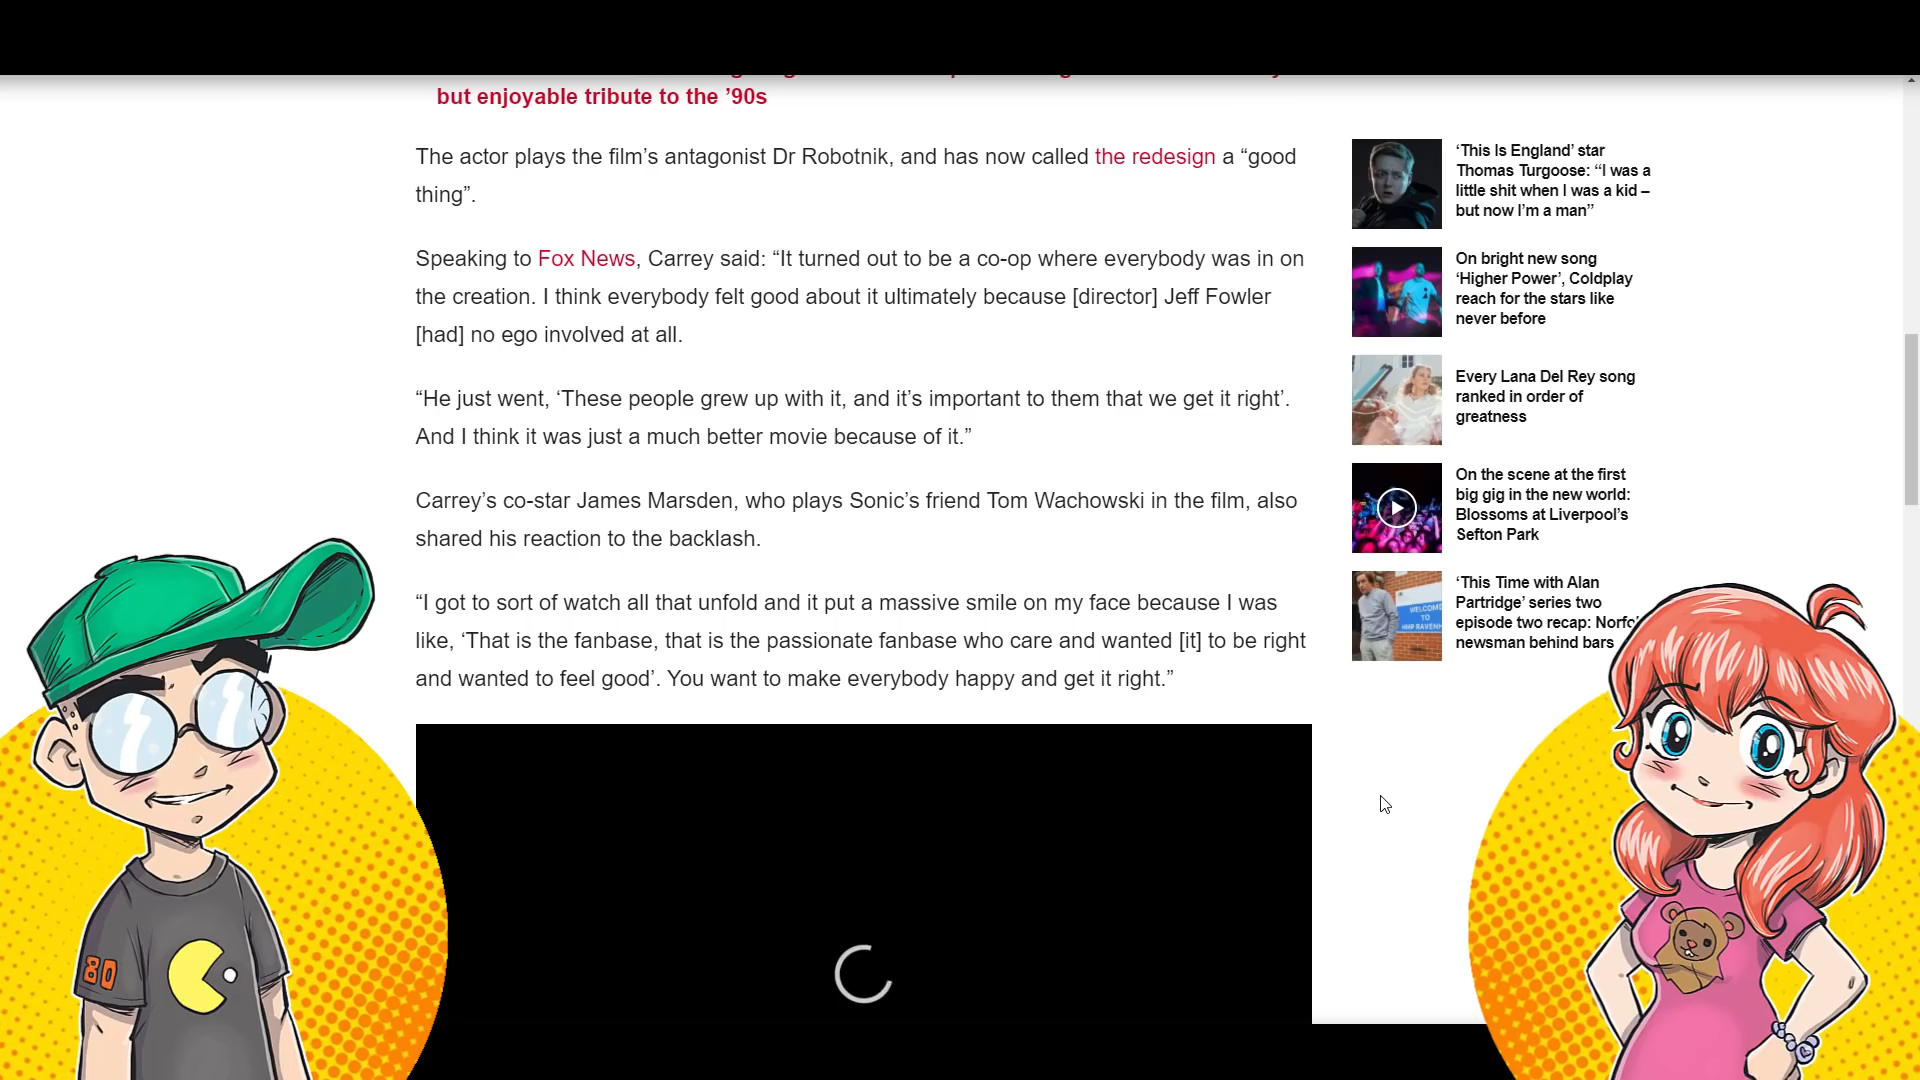 but enjoyable tribute to the ’90s
The actor plays the film’s antagonist Dr Robotnik, and has now called the redesign a “good
thing”.
Speaking to Fox News, Carrey said: “It turned out to be a co-op where everybody was in on
the creation. I think everybody felt good about it ultimately because [director] Jeff Fowler
[had] no ego involved at all.
“He just went, ‘These people grew up with it, and it’s important to them that we get it right’.
And I think it was just a much better movie because of it.”
Carrey’s co-star James Marsden, who plays Sonic’s friend Tom Wachowski in the film, also
shared his reaction to the backlash.
“I got to sort of watch all that unfold and it put a massive smile on my face because I was
like, ‘That is the fanbase, that is the passionate fanbase who care and wanted [it] to be right
and wanted to feel good’. You want to make everybody happy and get it right.”
‘This Is England’ star
Thomas Turgoose: “I was a
little shit when I was a kid –
but now I’m a man”
On bright new song
‘Higher Power’, Coldplay
reach for the stars like
never before
Every Lana Del Rey song
ranked in order of
greatness
On the scene at the first
big gig in the new world:
Blossoms at Liverpool’s
Sefton Park
‘This Time with Alan
Partridge’ series two
episode two recap: Norfol
newsman behind bars
WELCOME
TO
80